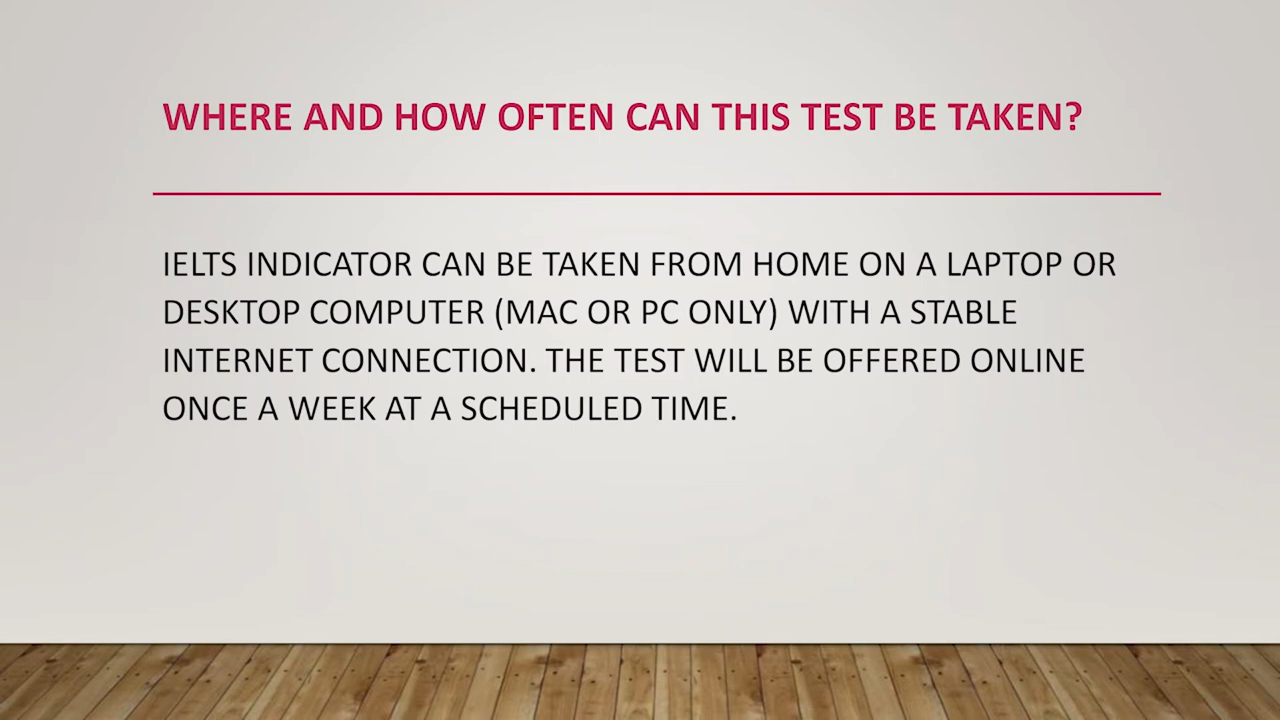 WHERE AND HOW OFTEN CAN THIS TEST BE TAKEN?
IELTS INDICATOR CAN BE TAKEN FROM HOME ON A LAPTOP OR
DESKTOP COMPUTER (MAC OR PC ONLY) WITH A STABLE
INTERNET CONNECTION. THE TEST WILL BE OFFERED ONLINE
ONCE A WEEK AT A SCHEDULED TIME.